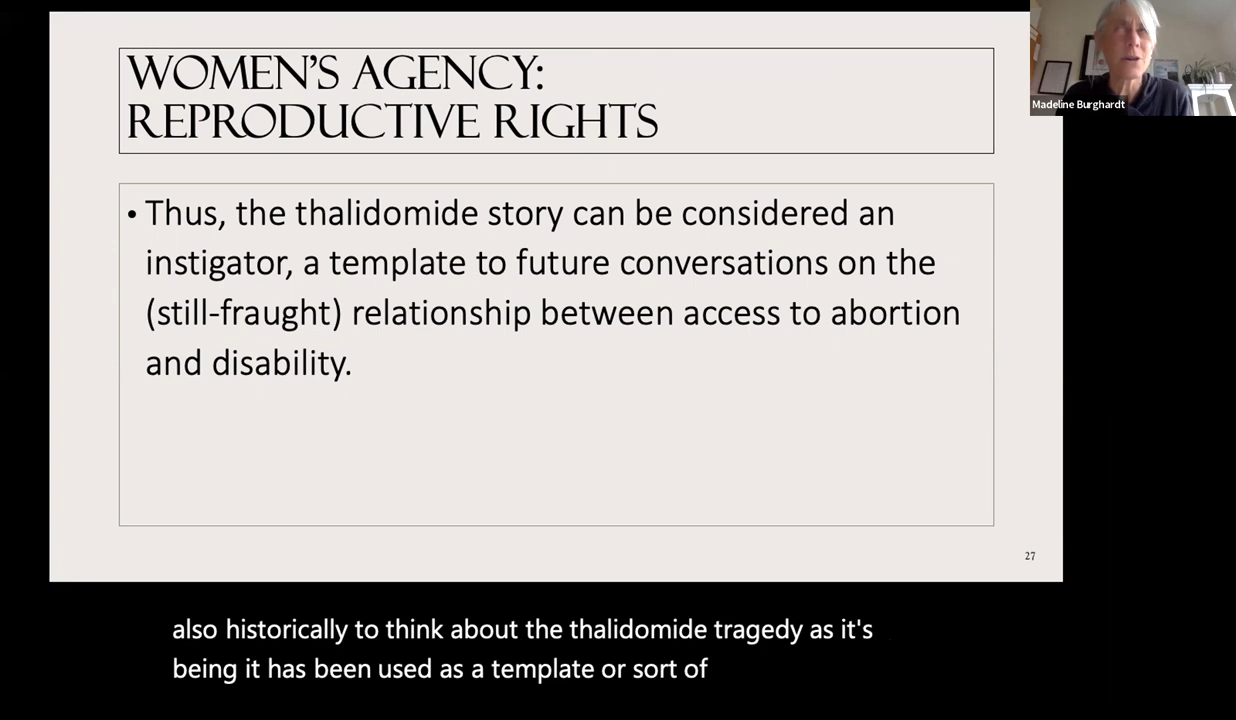 WOMEN'S AGENCY:
REPRODUCTIVE RIGHTS
• Thus, the thalidomide story can be considered an
instigator, a template to future conversations on the
(still-fraught) relationship between access to abortion
and disability.
27
Madeline Burghardt
also historically to think about the thalidomide tragedy as it's
being it has been used as a template or sort of